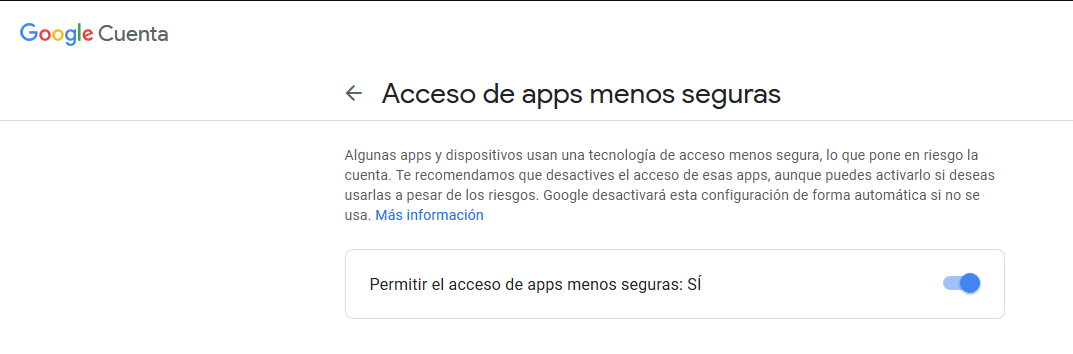 Google Cuenta
Acceso de apps menos seguras
Algunas apps y dispositivos usan una tecnología de acceso menos segura, lo que pone en riesgo la
cuenta. Te recomendamos que desactives el acceso de esas apps, aunque puedes activarlo si deseas
usarlas a pesar de los riesgos. Google desactivará esta configuración de forma automática si no se
usa. Más información
Permitir el acceso de apps menos seguras: SÍ